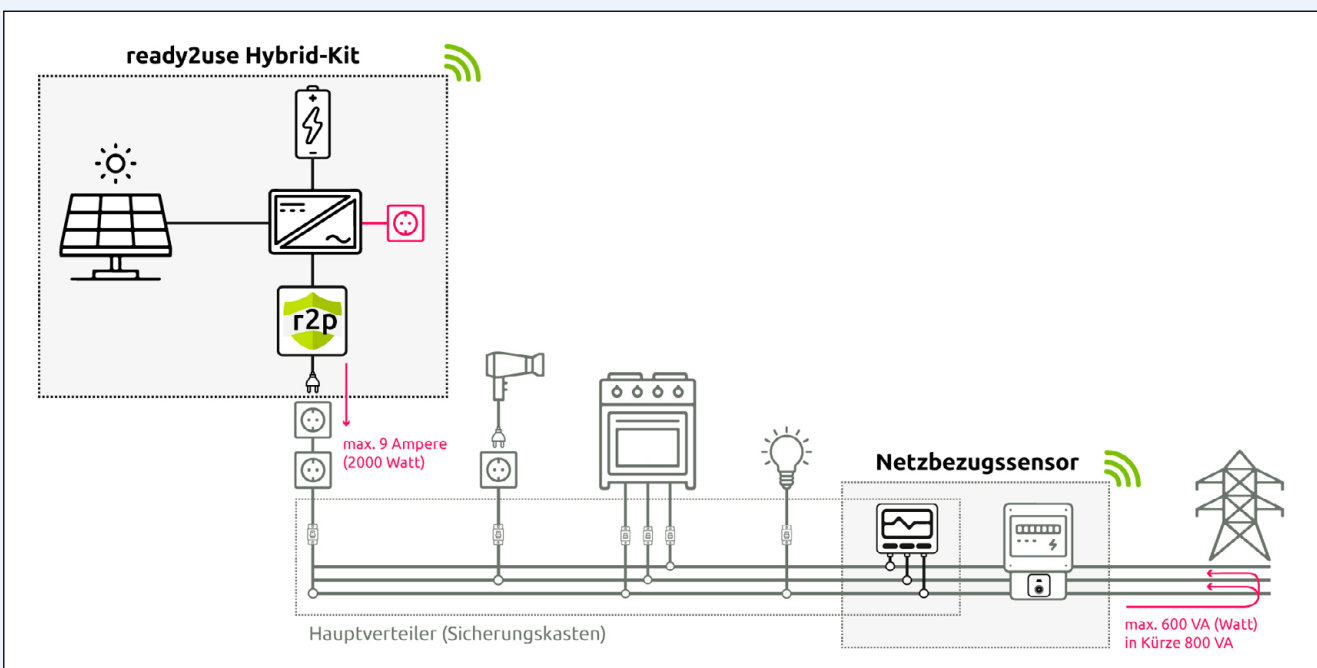 ready2use Hybrid-Kit
r2p
max. 9 Ampere
(2000 Watt)
Netzbezugssensor
Hauptverteiler (Sicherungskasten)
max. 600 VA (Watt)
in Kürze 800 VA